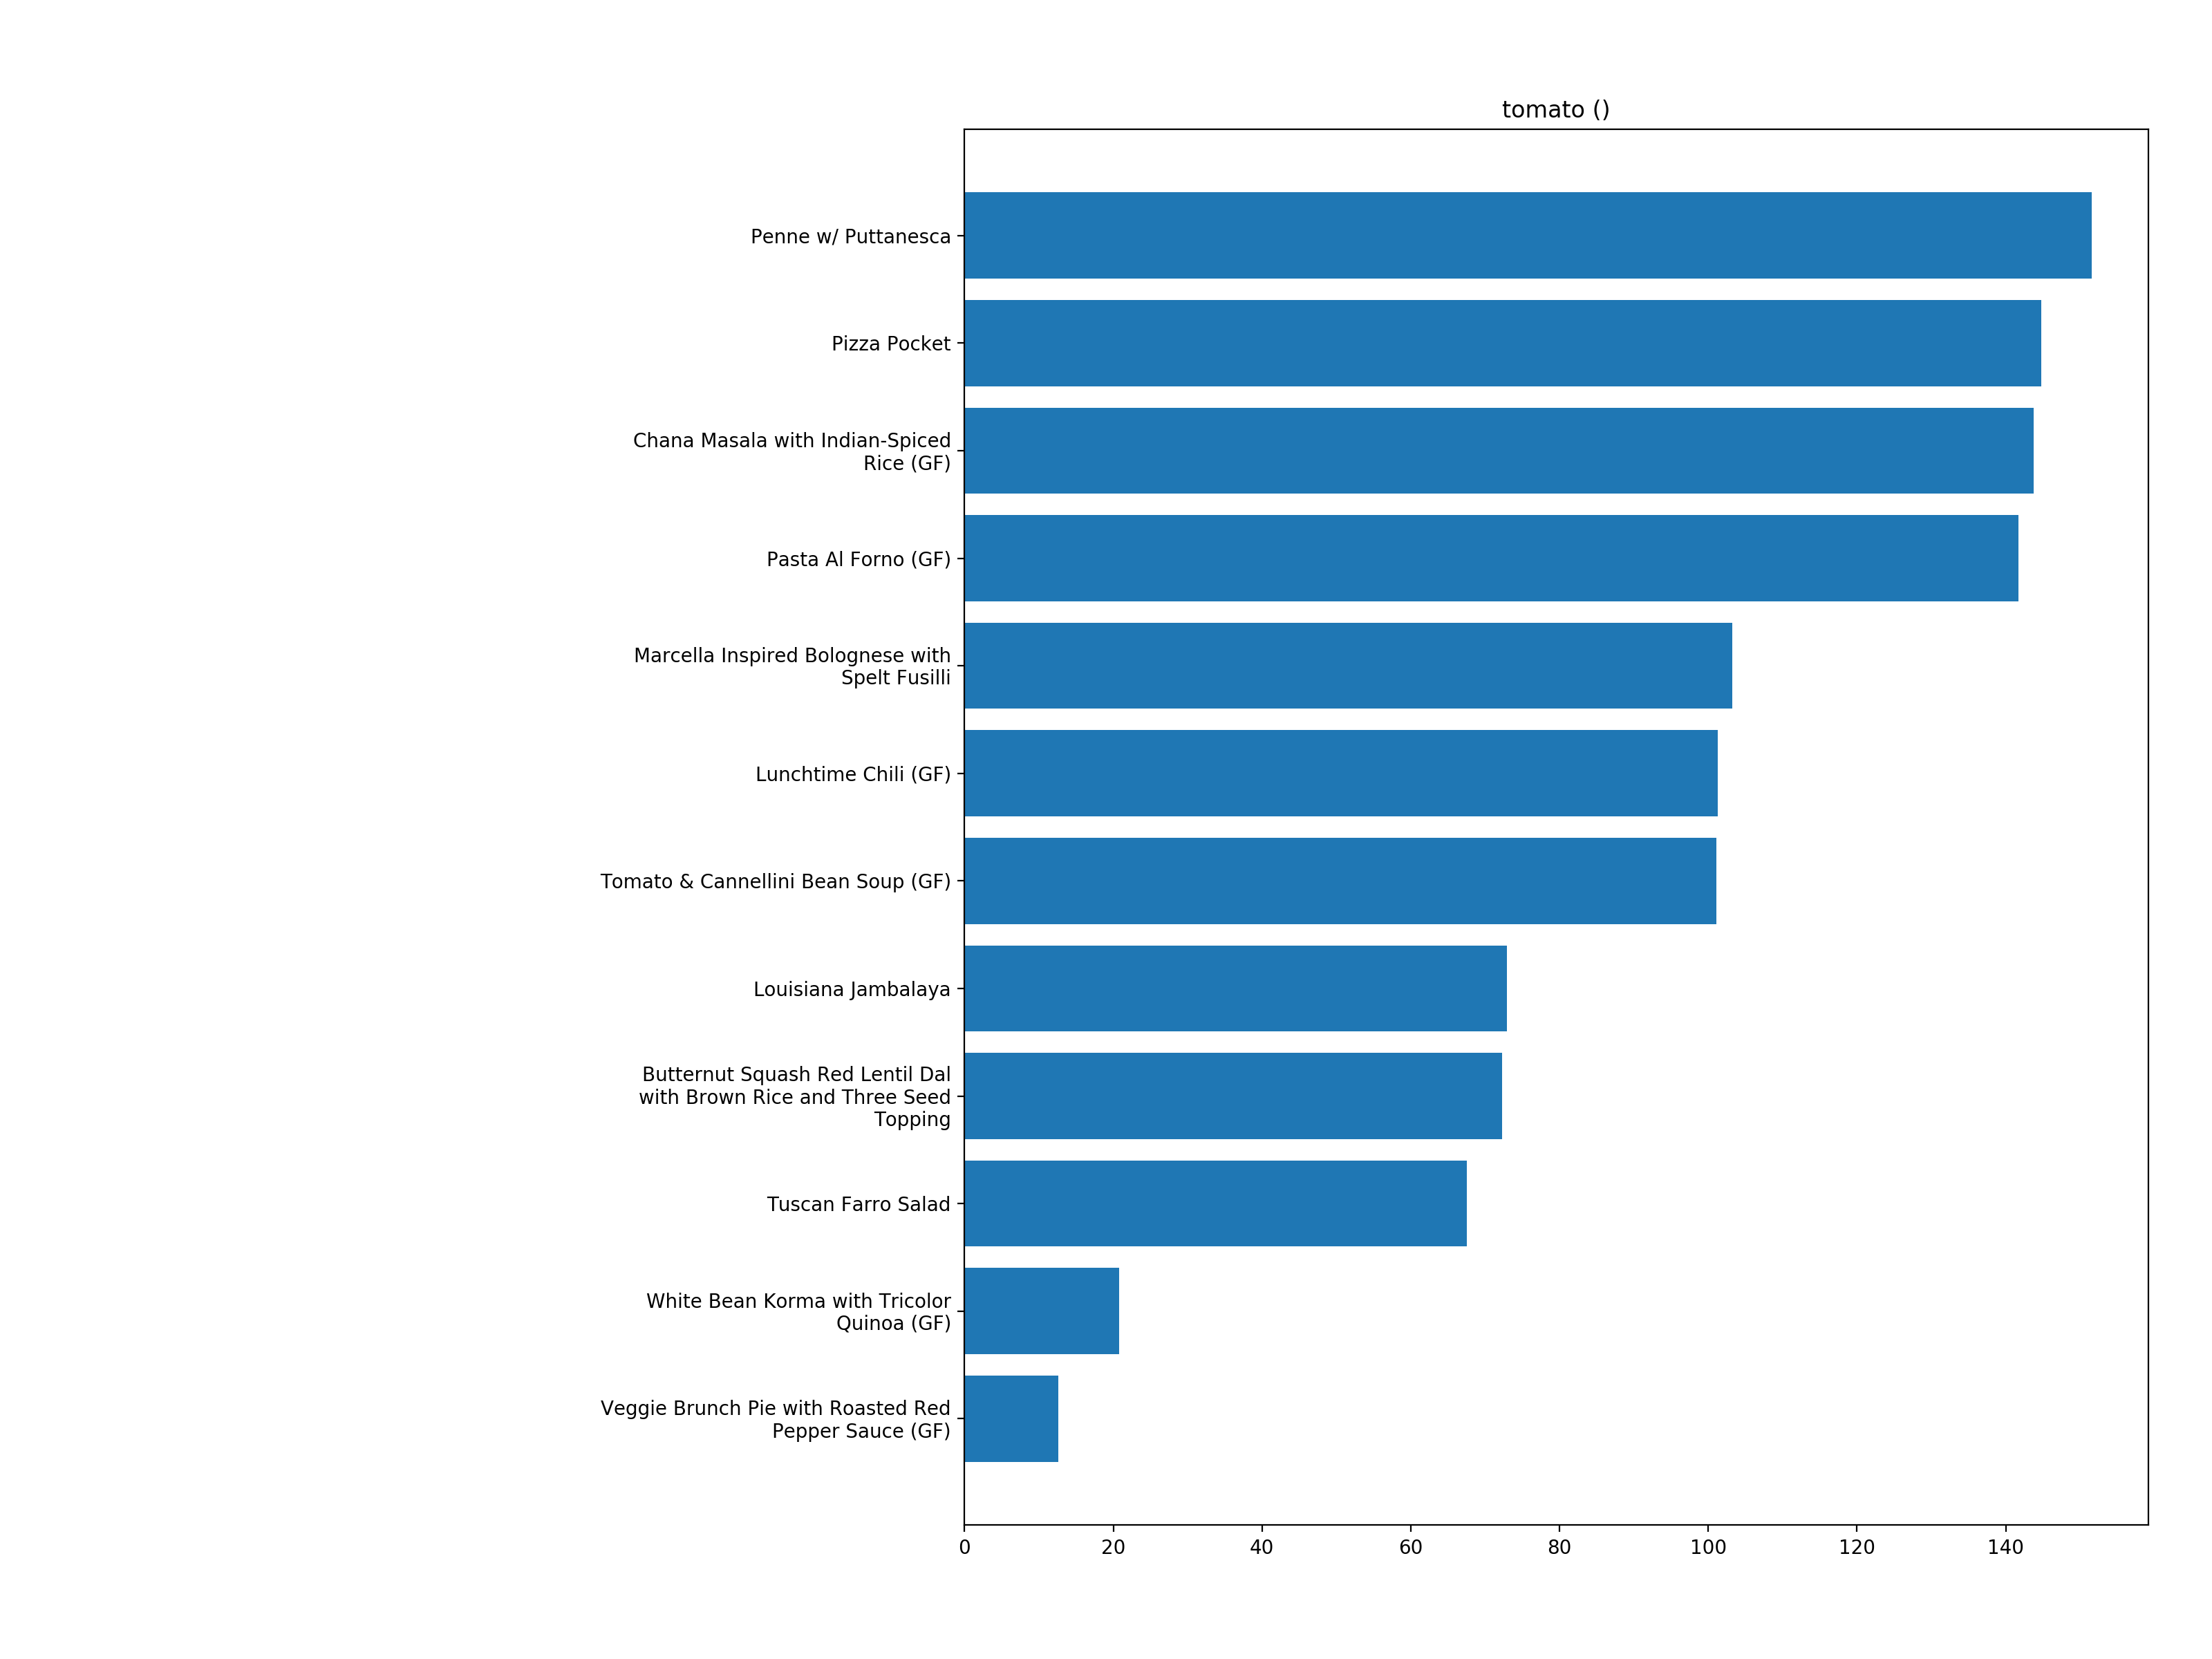 tomato ()
Penne w/ Puttanesca
Pizza Pocket
Chana Masala with Indian-Spiced
Rice (GF)
Pasta Al Forno (GF)
Marcella Inspired Bolognese with
Spelt Fusilli
Lunchtime Chili (GF)
Tomato & Cannellini Bean Soup (GF)
Louisiana Jambalaya
Butternut Squash Red Lentil Dal
with Brown Rice and Three Seed
Topping
Tuscan Farro Salad
White Bean Korma with Tricolor
Quinoa (GF)
Veggie Brunch Pie with Roasted Red
Pepper Sauce (GF)
0 20 40 60 80 100 120 140